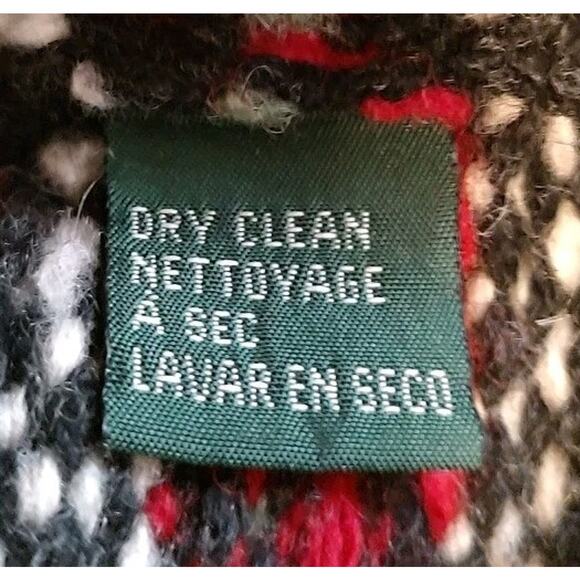 DRY CLEAN
NETTOYAGE
A SEC
LAVAR EN SECO